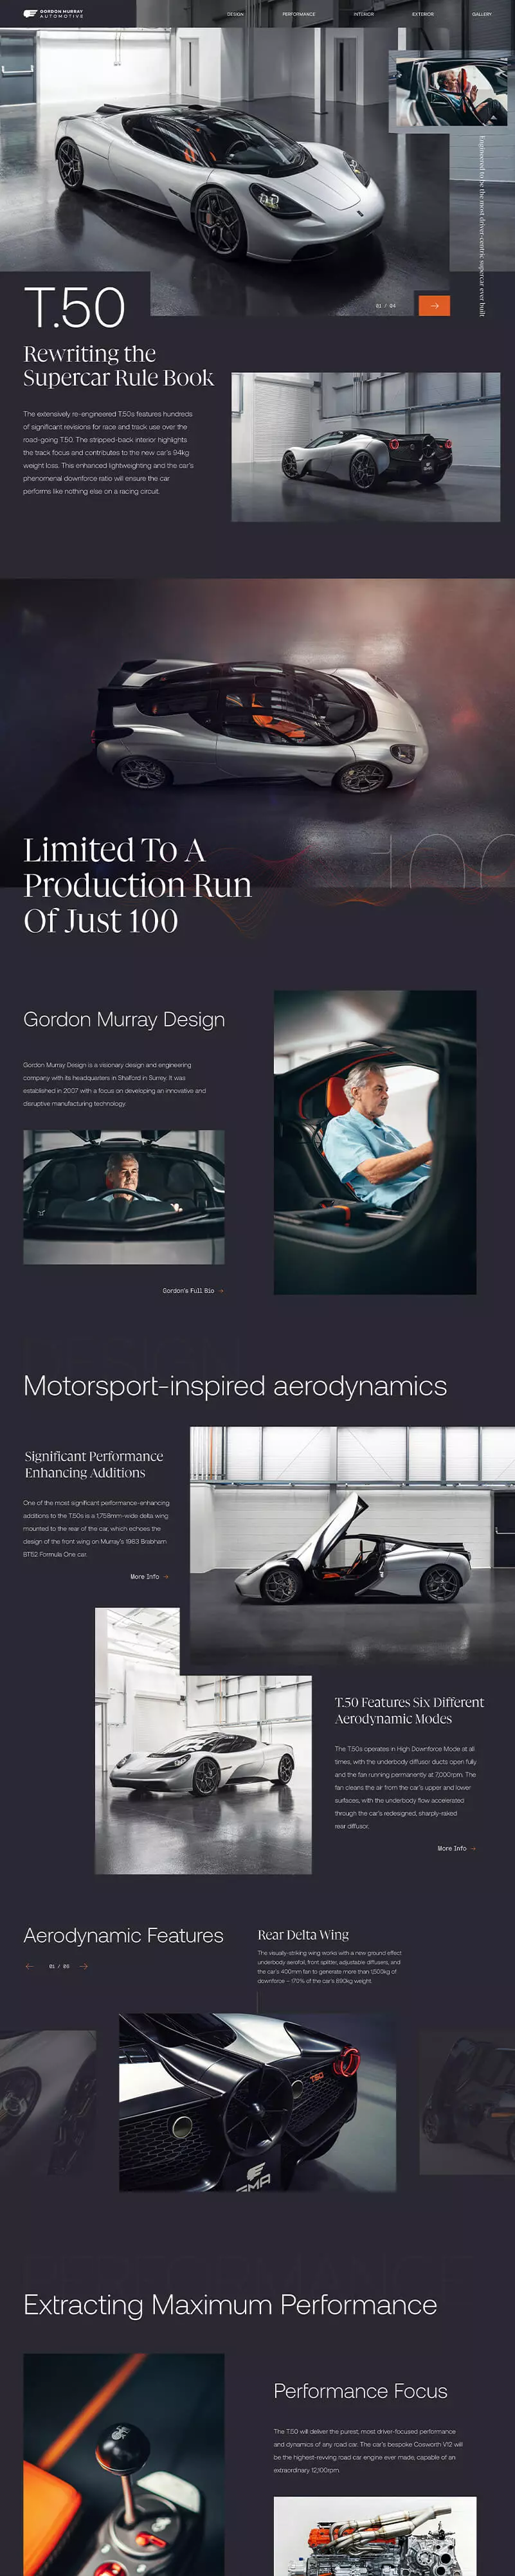 GORDON MURRAY
AUTOMOTIVE
DESIGN
PERFORMANCE
INTERIOR
EXTERIOR
GALLERY
Engineered to be the most driver-centric supercar ever built
01 / 04
T.50
Rewriting the
Supercar Rule Book
The extensively re-engineered T.50s features hundreds
of significant revisions for race and track use over the
road-going T.50. The stripped-back interior highlights
the track focus and contributes to the new car's 94kg
weight loss. This enhanced lightweighting and the car's
phenomenal downforce ratio will ensure the car
performs like nothing else on a racing circuit.
100
Limited To A
Production Run
Of Just 100
Gordon Murray Design
Gordon Murray Design is a visionary design and engineering
company with its headquarters in Shalford in Surrey. It was
established in 2007 with a focus on developing an innovative and
disruptive manufacturing technology.
Gordon's Full Bio
DESIGN
Motorsport-inspired aerodynamics
Significant Performance
Enhancing Additions
One of the most significant performance-enhancing
additions to the T.50s is a 1,758mm-wide delta wing
mounted to the rear of the car, which echoes the
design of the front wing on Murray's 1983 Brabham
BT52 Formula One car.
More Info
T.50 Features Six Different
Aerodynamic Modes
The T.50s operates in High Downforce Mode at all
times, with the underbody diffusor ducts open fully
and the fan running permanently at 7,000rpm. The
fan cleans the air from the car's upper and lower
surfaces, with the underbody flow accelerated
through the car's redesigned, sharply-raked
rear diffusor.
More Info
Aerodynamic Features
01 / 05
Rear Delta Wing
The visually-striking wing works with a new ground effect
underbody aerofoil, front splitter, adjustable diffusers, and
the car's 400mm fan to generate more than 1,500kg of
downforce – 170% of the car's 890kg weight.
T.50
GMA
PERFORMANCE
Extracting Maximum Performance
Performance Focus
The T.50 will deliver the purest, most driver-focused performance
and dynamics of any road car. The car's bespoke Cosworth V12 will
be the highest-revving road car engine ever made, capable of an
extraordinary 12,100rpm